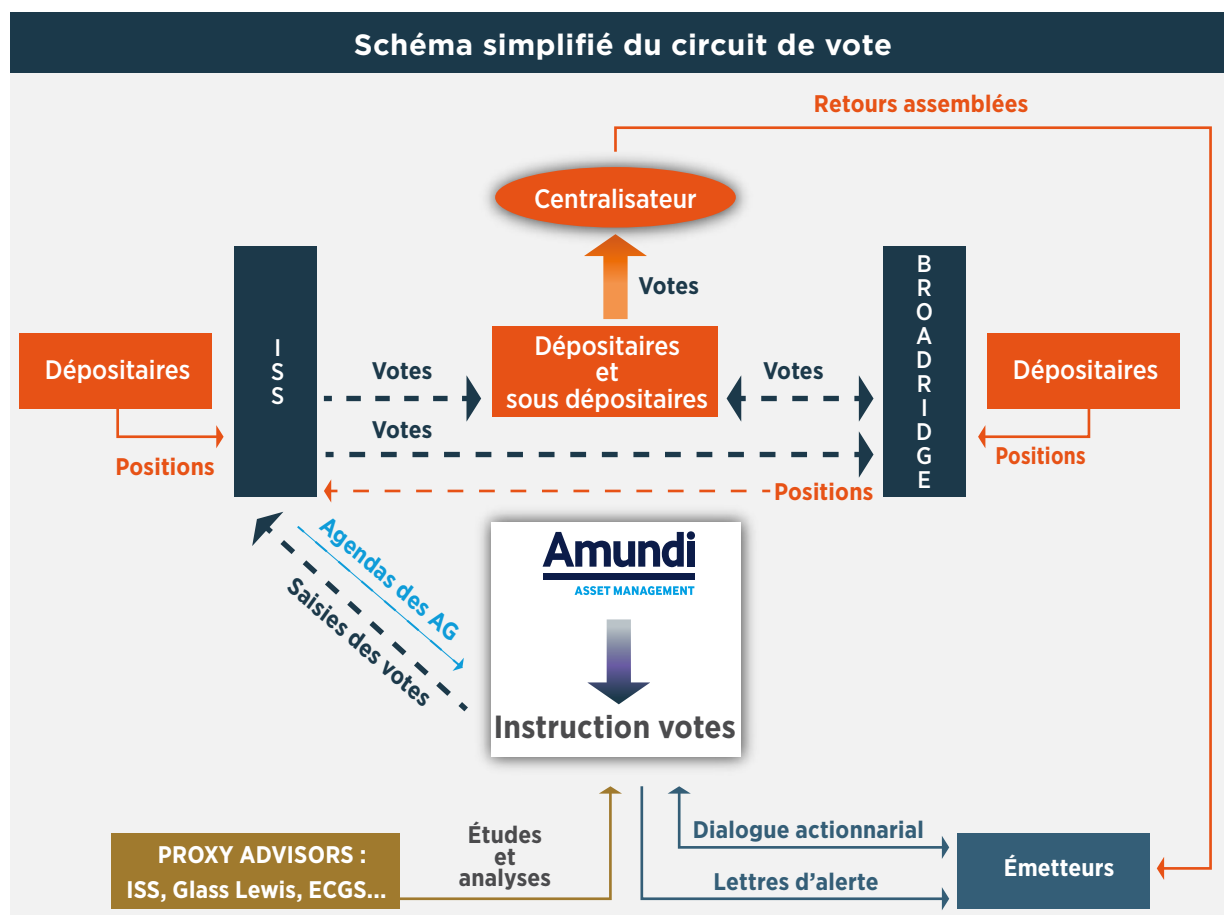 Schéma simplifié du circuit de vote
Retours assemblées
Centralisateur
Votes
Dépositaires
ISS
Votes
Dépositaires
et
sous dépositaires
Votes
BROADRIDGE
Dépositaires
Votes
Positions
Positions
Positions
Amundi
ASSET MANAGEMENT
Agendas des AG
Saisies des votes
Instruction votes
PROXY ADVISORS :
ISS, Glass Lewis, ECGS...
Études
et
analyses
Dialogue actionnarial
Lettres d'alerte
Émetteurs